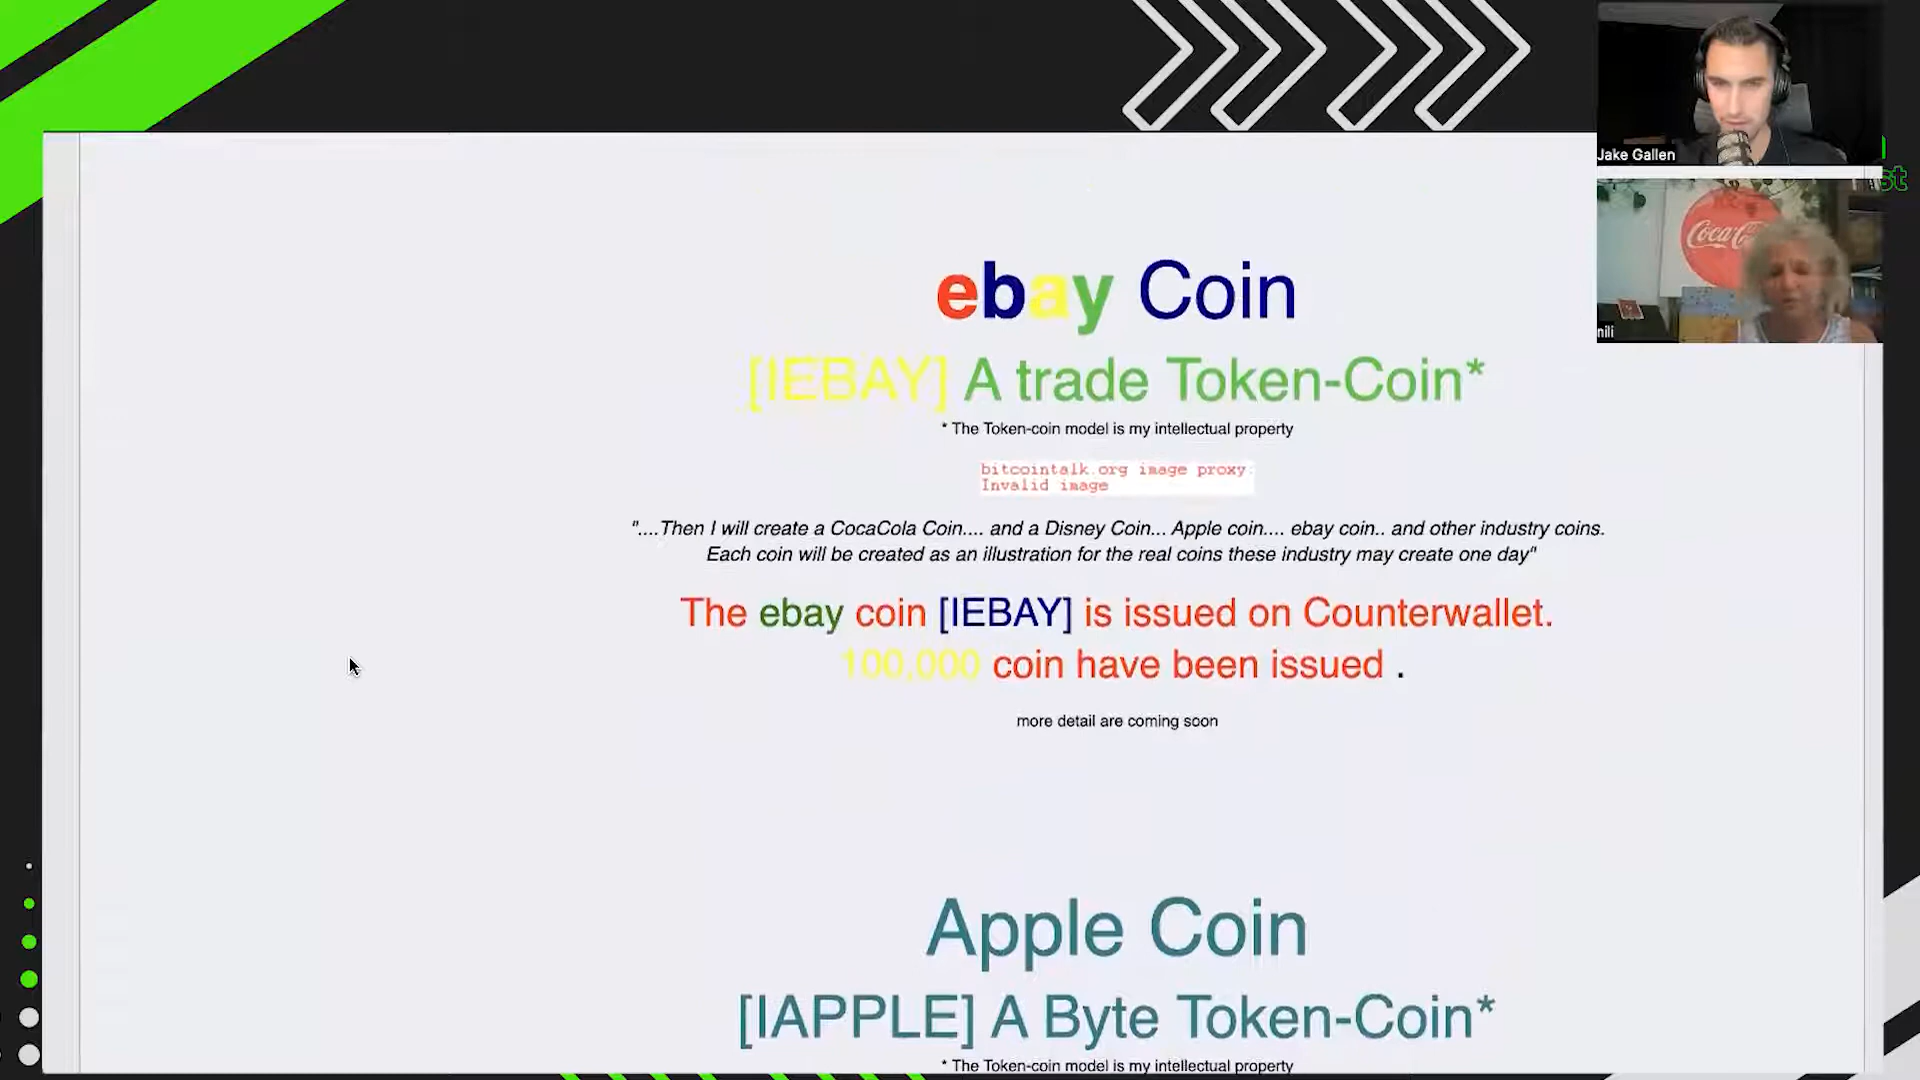 Jake Gallen
st
Coca-C
nili
ebay Coin
[IEBAY] A trade Token-Coin*
* The Token-coin model is my intellectual property
bitcointalk.org image proxy:
Invalid image
"....Then I will create a CocaCola Coin.... and a Disney Coin... Apple coin.... ebay coin.. and other industry coins.
Each coin will be created as an illustration for the real coins these industry may create one day"
The ebay coin [IEBAY] is issued on Counterwallet.
100,000 coin have been issued .
more detail are coming soon
Apple Coin
[IAPPLE] A Byte Token-Coin*
* The Token-coin model is my intellectual property